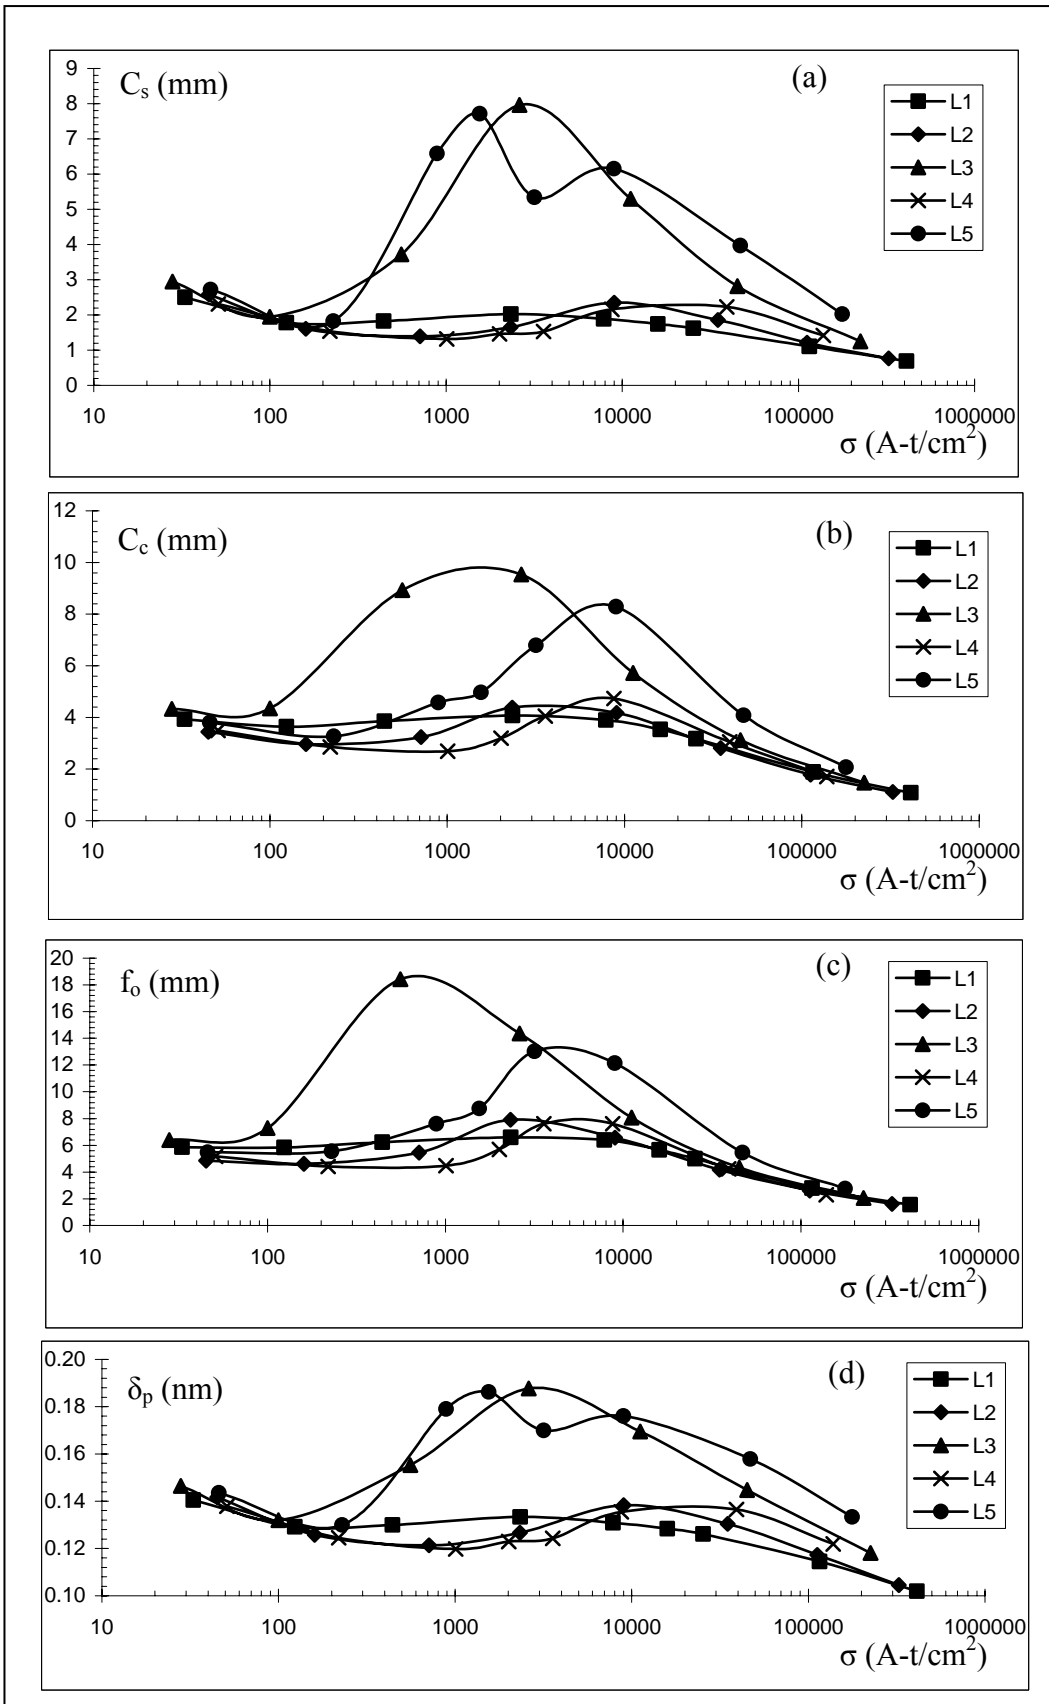 C_s (mm)
(a)
9
8
7
6
5
4
3
2
1
0
L1
L2
L3
L4
L5
10 100 1000 10000 100000 1000000
σ (A-t/cm²)
C_c (mm)
(b)
12
10
8
6
4
2
0
L1
L2
L3
L4
L5
10 100 1000 10000 100000 1000000
σ (A-t/cm²)
f_o (mm)
(c)
20
18
16
14
12
10
8
6
4
2
0
L1
L2
L3
L4
L5
10 100 1000 10000 100000 1000000
σ (A-t/cm²)
δ_p (nm)
(d)
0.20
0.18
0.16
0.14
0.12
0.10
L1
L2
L3
L4
L5
10 100 1000 10000 100000 1000000
σ (A-t/cm²)